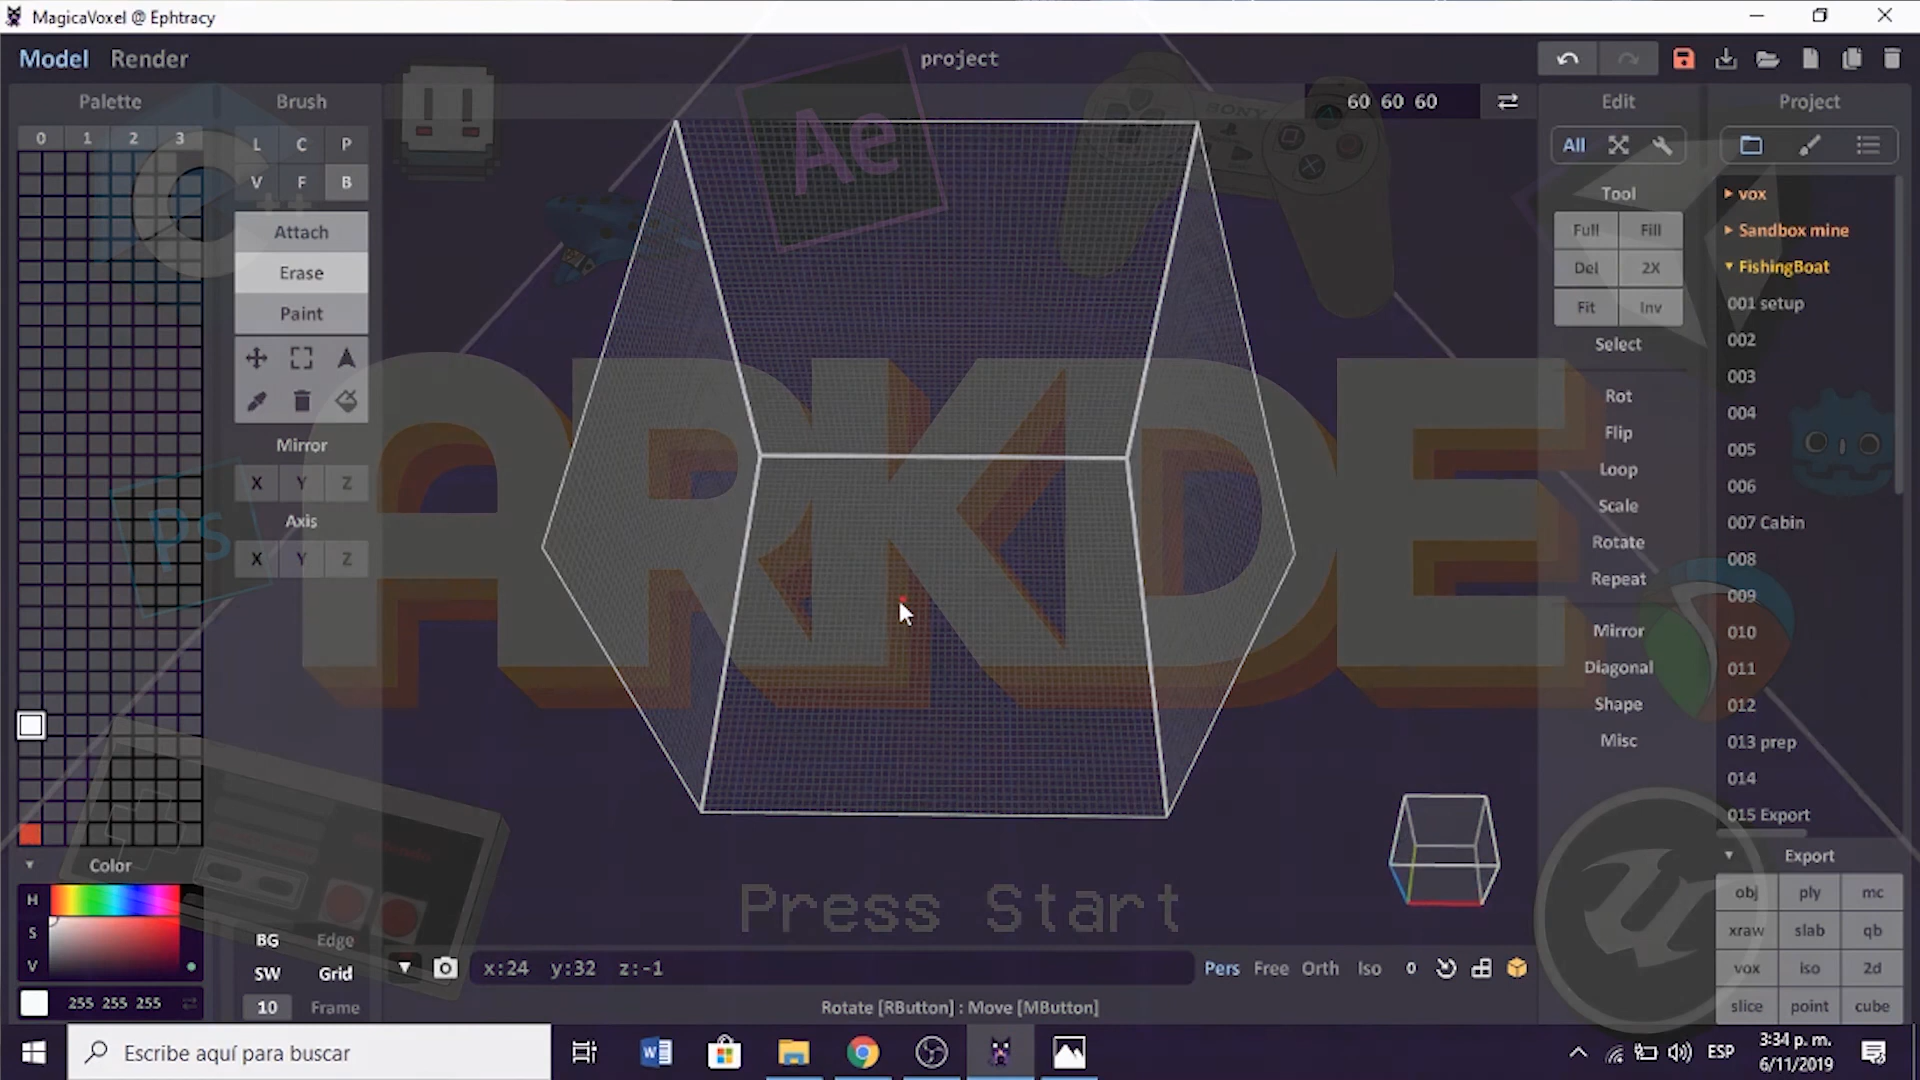 MagicaVoxel @ Ephtracy
Model Render
project
Palette
Brush
60 60 60
Edit
Project
0 1 2 3
L C P
V F B
All
Attach
Erase
Paint
Mirror
X Y Z
Axis
X Y Z
Tool
Full Fill
Del 2X
Fit Inv
Select
Rot
Flip
Loop
Scale
Rotate
Repeat
Mirror
Diagonal
Shape
Misc
vox
Sandbox mine
FishingBoat
001 setup
002
003
004
005
006
007 Cabin
008
009
010
011
012
013 prep
014
015 Export
Export
obj ply mc
xraw slab qb
vox iso 2d
slice point cube
C++
Ae
SONY
Ps
ARKDE
Press Start
Nintendo
Color
H
S
V
255 255 255
BG Edge
SW Grid
10 Frame
x:24 y:32 z:-1
Pers Free Orth Iso 0
Rotate [RButton] : Move [MButton]
Escribe aquí para buscar
ESP
3:34 p. m.
6/11/2019